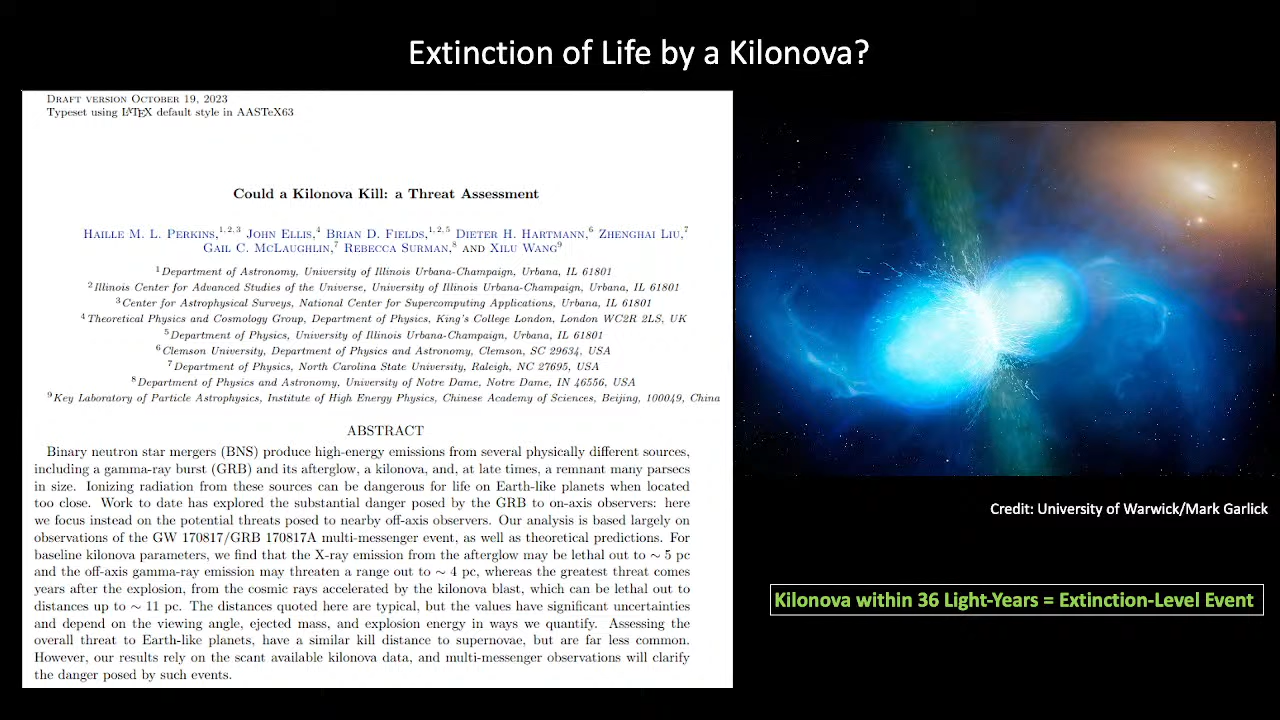 Extinction of Life by a Kilonova?
DRAFT VERSION OCTOBER 19, 2023
Typeset using LATEX default style in AASTeX63
Could a Kilonova Kill: a Threat Assessment
HAILLE M. L. PERKINS,1,2,3 JOHN ELLIS,4 BRIAN D. FIELDS,1,2,5 DIETER H. HARTMANN,6 ZHENGHAI LIU,7
GAIL C. MCLAUGHLIN,7 REBECCA SURMAN,8 AND XILU WANG9
1Department of Astronomy, University of Illinois Urbana-Champaign, Urbana, IL 61801
2Illinois Center for Advanced Studies of the Universe, University of Illinois Urbana-Champaign, Urbana, IL 61801
3Center for Astrophysical Surveys, National Center for Supercomputing Applications, Urbana, IL 61801
4Theoretical Physics and Cosmology Group, Department of Physics, King's College London, London WC2R 2LS, UK
5Department of Physics, University of Illinois Urbana-Champaign, Urbana, IL 61801
6Clemson University, Department of Physics and Astronomy, Clemson, SC 29634, USA
7Department of Physics, North Carolina State University, Raleigh, NC 27695, USA
8Department of Physics and Astronomy, University of Notre Dame, Notre Dame, IN 46556, USA
9Key Laboratory of Particle Astrophysics, Institute of High Energy Physics, Chinese Academy of Sciences, Beijing, 100049, China
ABSTRACT
Binary neutron star mergers (BNS) produce high-energy emissions from several physically different sources,
including a gamma-ray burst (GRB) and its afterglow, a kilonova, and, at late times, a remnant many parsecs
in size. Ionizing radiation from these sources can be dangerous for life on Earth-like planets when located
too close. Work to date has explored the substantial danger posed by the GRB to on-axis observers: here
we focus instead on the potential threats posed to nearby off-axis observers. Our analysis is based largely on
observations of the GW 170817/GRB 170817A multi-messenger event, as well as theoretical predictions. For
baseline kilonova parameters, we find that the X-ray emission from the afterglow may be lethal out to ∼ 5 pc
and the off-axis gamma-ray emission may threaten a range out to ∼ 4 pc, whereas the greatest threat comes
years after the explosion, from the cosmic rays accelerated by the kilonova blast, which can be lethal out to
distances up to ∼ 11 pc. The distances quoted here are typical, but the values have significant uncertainties
and depend on the viewing angle, ejected mass, and explosion energy in ways we quantify. Assessing the
overall threat to Earth-like planets, have a similar kill distance to supernovae, but are far less common.
However, our results rely on the scant available kilonova data, and multi-messenger observations will clarify
the danger posed by such events.
Credit: University of Warwick/Mark Garlick
Kilonova within 36 Light-Years = Extinction-Level Event